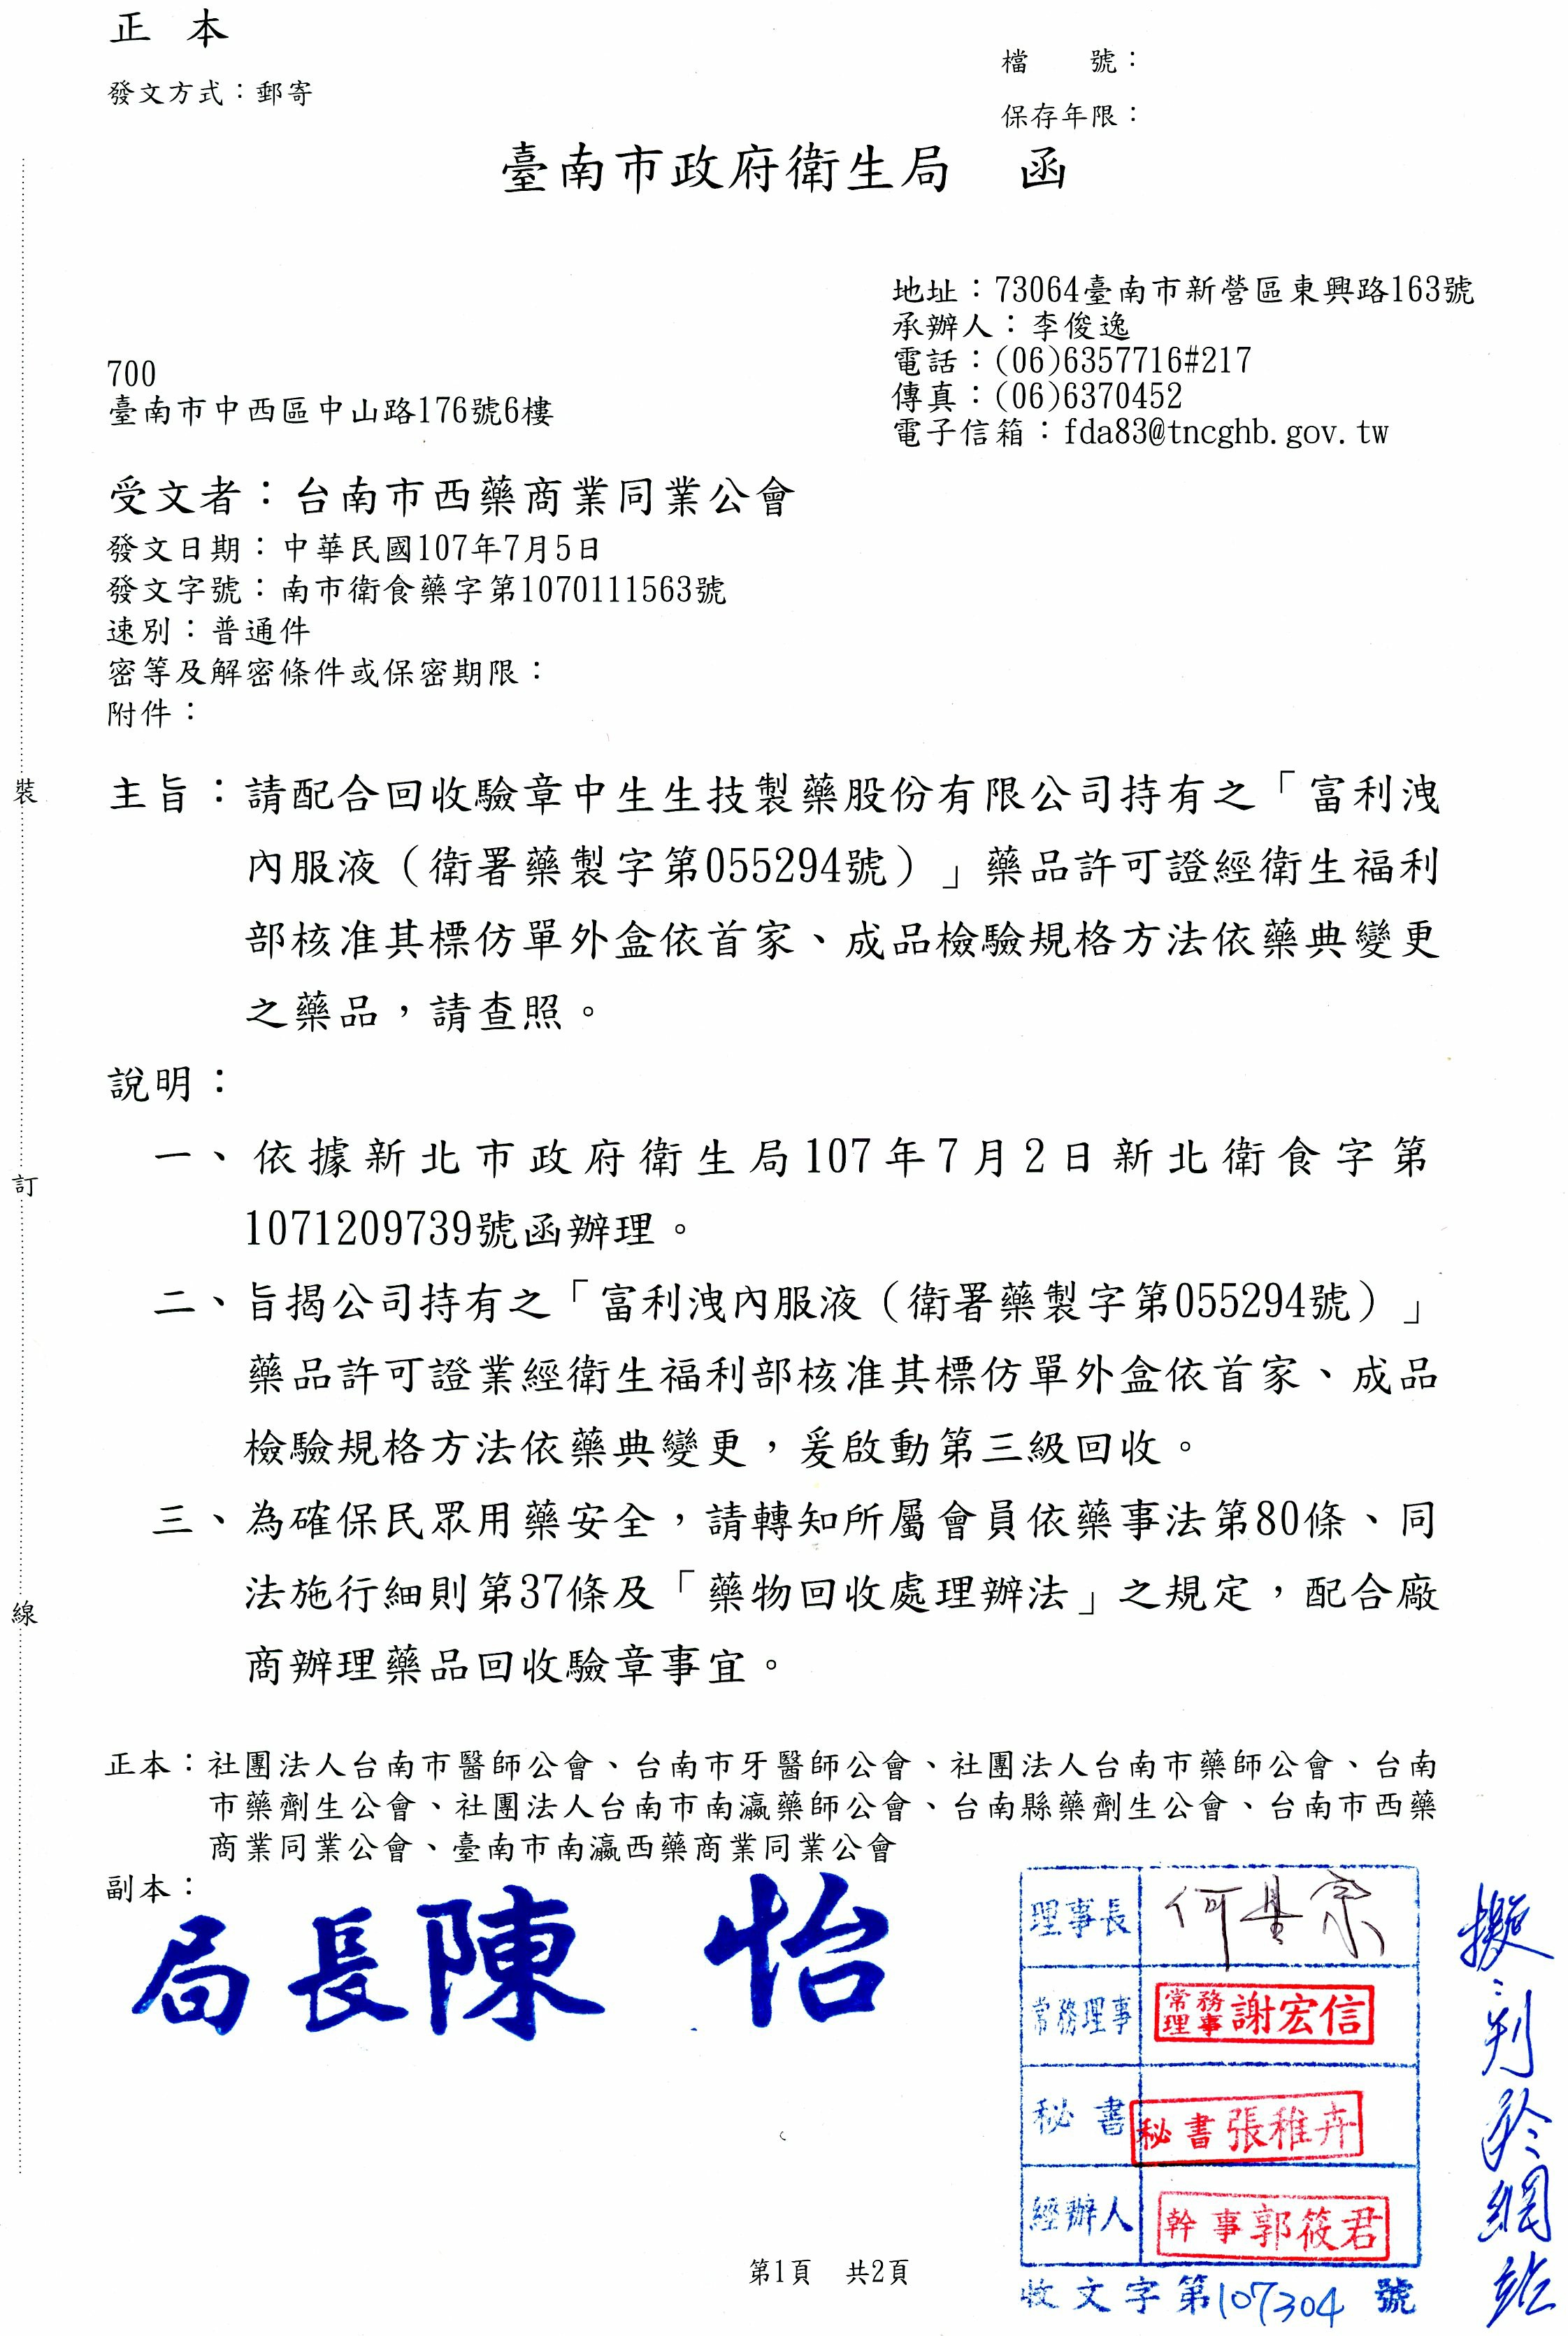 正 本
發文方式：郵寄
檔 號：
保存年限：
臺南市政府衛生局 函
地址：73064臺南市新營區東興路163號
承辦人：李俊逸
電話：(06)6357716#217
傳真：(06)6370452
電子信箱：fda83@tncghb.gov.tw
700
臺南市中西區中山路176號6樓
受文者：台南市西藥商業同業公會
發文日期：中華民國107年7月5日
發文字號：南市衛食藥字第1070111563號
速別：普通件
密等及解密條件或保密期限：
附件：
主旨：請配合回收驗章中生生技製藥股份有限公司持有之「富利洩
內服液（衛署藥製字第055294號）」藥品許可證經衛生福利
部核准其標仿單外盒依首家、成品檢驗規格方法依藥典變更
之藥品，請查照。
說明：
一、依據新北市政府衛生局107年7月2日新北衛食字第
1071209739號函辦理。
二、旨揭公司持有之「富利洩內服液（衛署藥製字第055294號）」
藥品許可證業經衛生福利部核准其標仿單外盒依首家、成品
檢驗規格方法依藥典變更，爰啟動第三級回收。
三、為確保民眾用藥安全，請轉知所屬會員依藥事法第80條、同
法施行細則第37條及「藥物回收處理辦法」之規定，配合廠
商辦理藥品回收驗章事宜。
正本：社團法人台南市醫師公會、台南市牙醫師公會、社團法人台南市藥師公會、台南
市藥劑生公會、社團法人台南市南瀛藥師公會、台南縣藥劑生公會、台南市西藥
商業同業公會、臺南市南瀛西藥商業同業公會
副本：
局長陳 怡
理事長
常務理事 常務理事 謝宏信
秘書 秘書 張稚卉
經辦人 幹事 郭筱君
收文字第107304號
擬：刊於網站
第1頁 共2頁
裝
訂
線